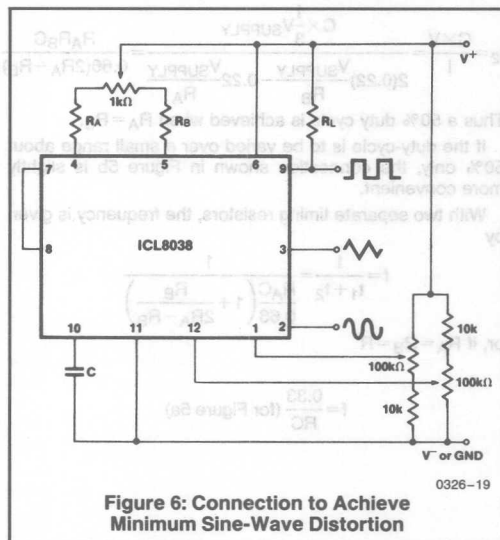 V+
1kΩ
RA
RB
RL
7
4
5
6
9
8
ICL8038
3
2
10
11
12
1
C
10k
100kΩ
100kΩ
10k
V− or GND
0326–19
Figure 6: Connection to Achieve
Minimum Sine-Wave Distortion
Thus a 50% duty cycle is achieved when RA =
If the duty-cycle is to be varied over a small range about
50% only, the connection shown in Figure 5b is slightly
more convenient.
With two separate timing resistors, the frequency is given
by
or, if
(for Figure 5a)